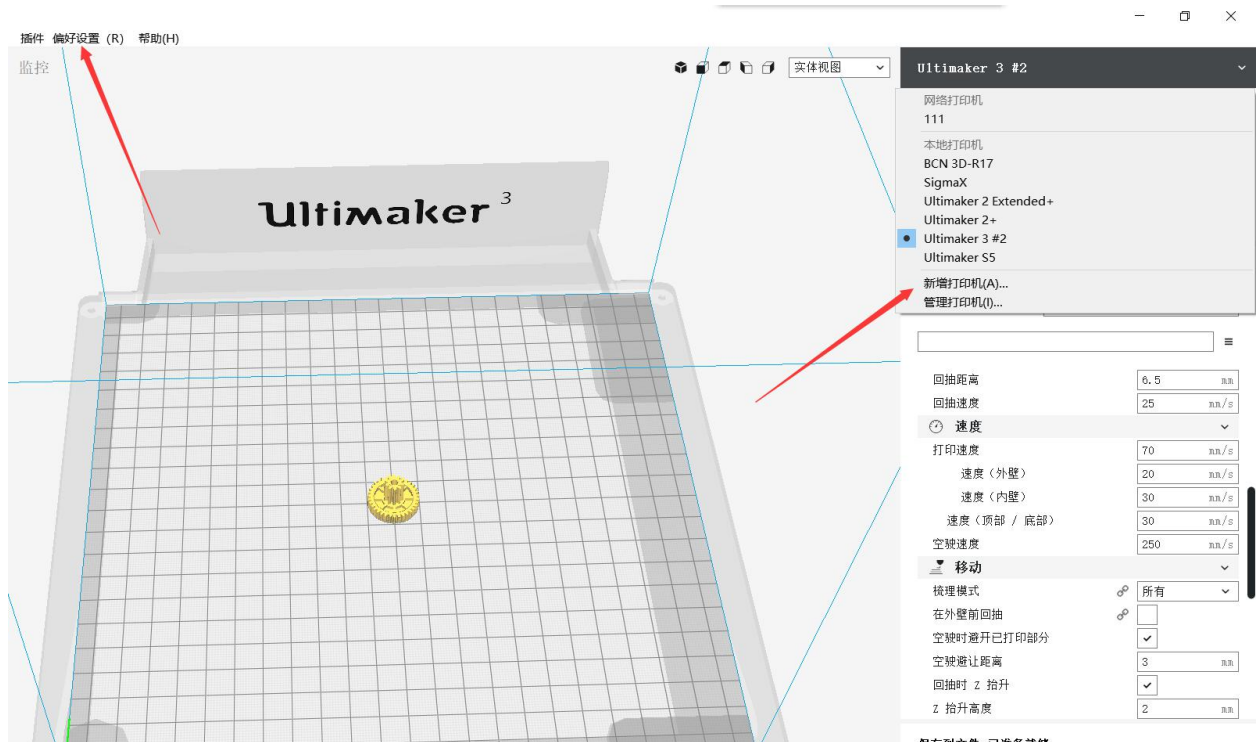 插件 偏好设置 (R) 帮助(H)
监控
实体视图
Ultimaker 3 #2
网络打印机
111
本地打印机
BCN 3D-R17
SigmaX
Ultimaker 2 Extended+
Ultimaker 2+
Ultimaker 3 #2
Ultimaker S5
新增打印机(A)...
管理打印机(I)...
Ultimaker 3
回抽距离 6.5 mm
回抽速度 25 mm/s
速度
打印速度 70 mm/s
速度（外壁） 20 mm/s
速度（内壁） 30 mm/s
速度（顶部 / 底部） 30 mm/s
空驶速度 250 mm/s
移动
梳理模式 所有
在外壁前回抽
空驶时避开已打印部分
空驶避让距离 3 mm
回抽时 Z 抬升
Z 抬升高度 2 mm